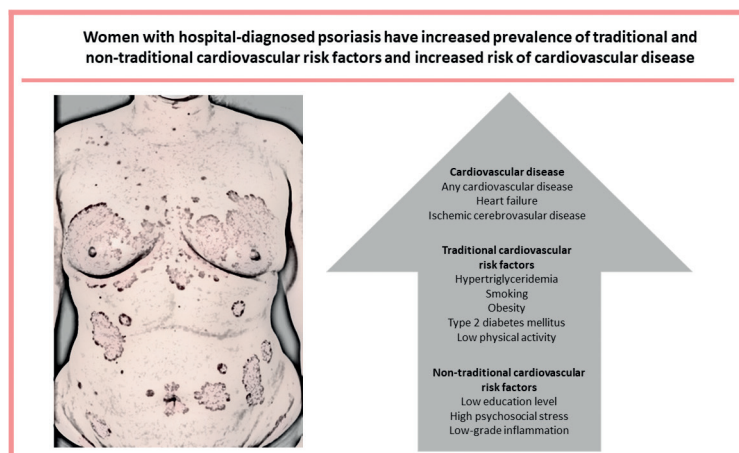 Women with hospital-diagnosed psoriasis have increased prevalence of traditional and
non-traditional cardiovascular risk factors and increased risk of cardiovascular disease
Cardiovascular disease
Any cardiovascular disease
Heart failure
Ischemic cerebrovasular disease
Traditional cardiovascular
risk factors
Hypertriglyceridemia
Smoking
Obesity
Type 2 diabetes mellitus
Low physical activity
Non-traditional cardiovascular
risk factors
Low education level
High psychosocial stress
Low-grade inflammation